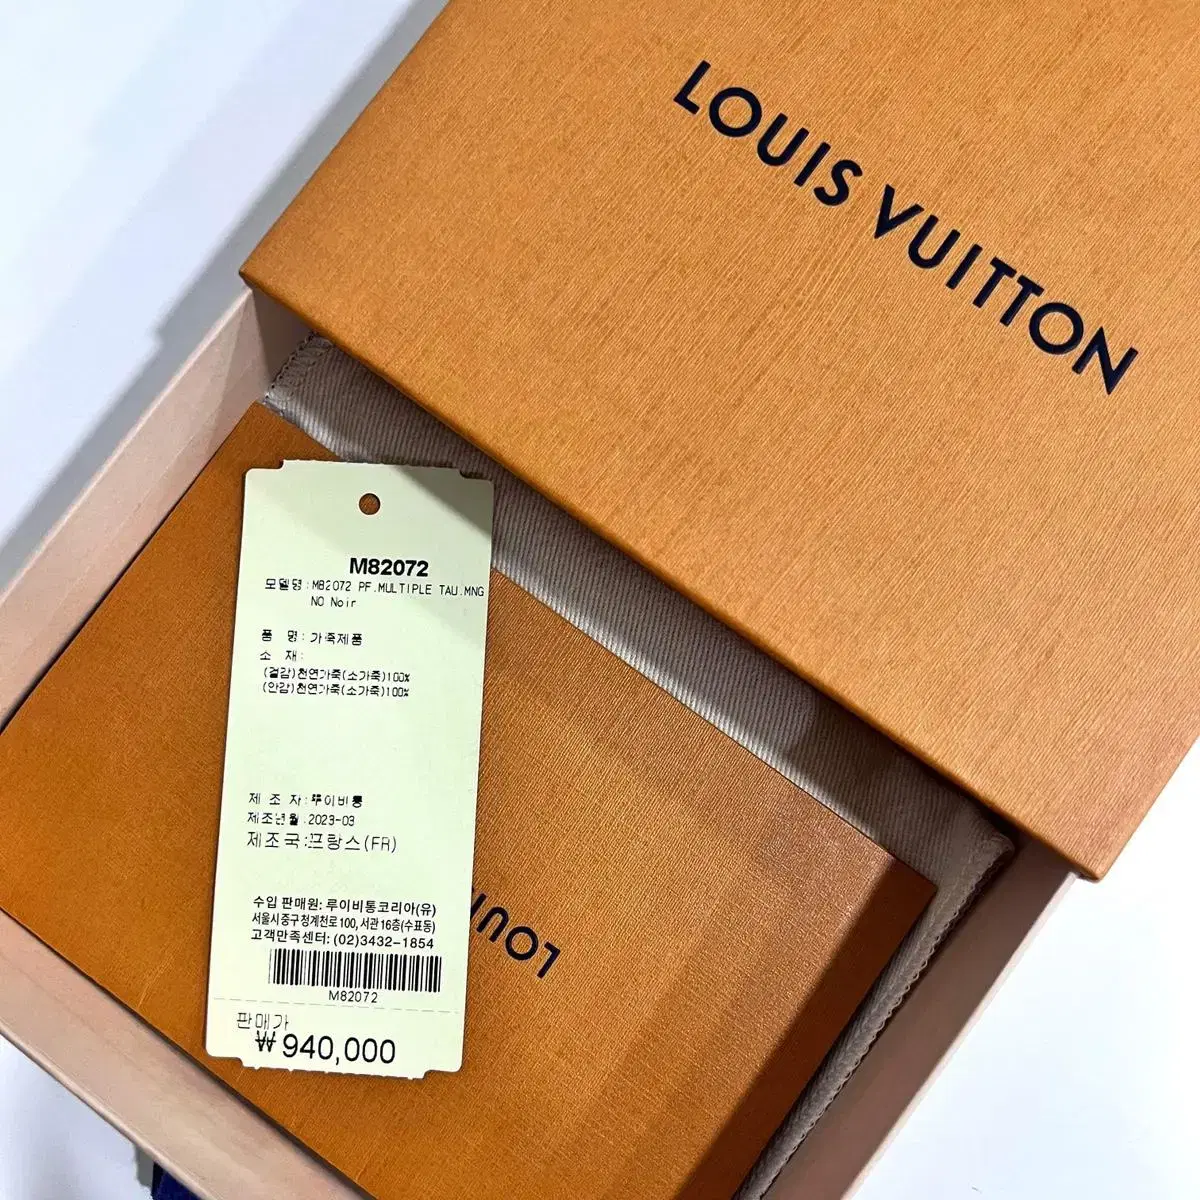 LOUIS VUITTON
M82072
모델명:M82072 PF.MULTIPLE TAU.MNG
NO Noir
품 명: 가죽제품
소 재:
(겉감)천연가죽(소가죽)100%
(안감)천연가죽(소가죽)100%
제 조 자:루이비통
제조년월:2023-03
제조국:프랑스(FR)
수입 판매원: 루이비통코리아(유)
서울시 중구 청계천로 100, 서관 16층(수표동)
고객만족센터: (02)3432-1854
M82072
판매가
₩940,000
LOUI